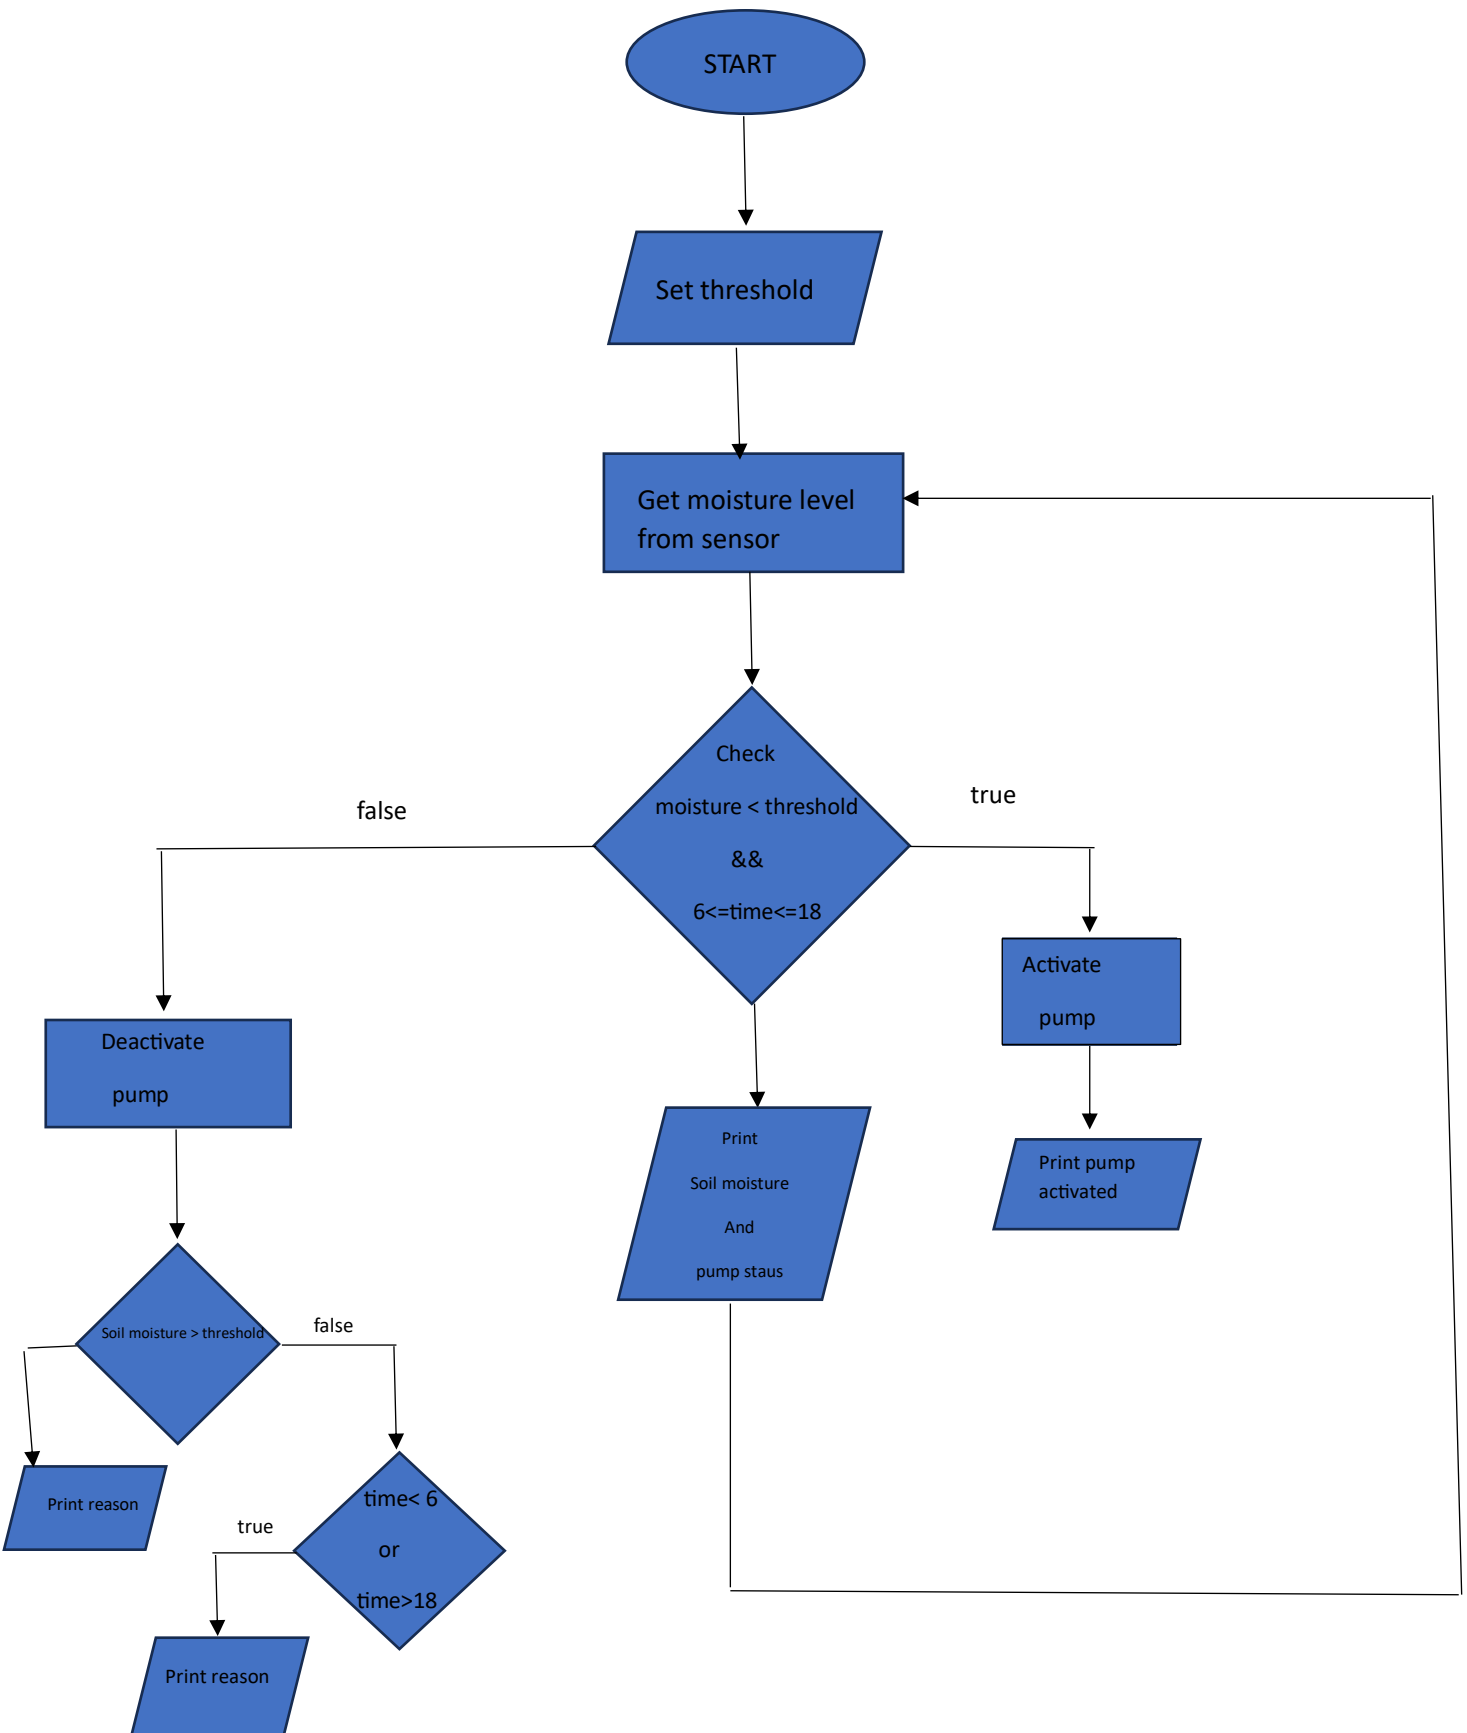 START
Set threshold
Get moisture level
from sensor
Check
moisture < threshold
&&
6<=time<=18
false
true
Activate
pump
Deactivate
pump
Print
Soil moisture
And
pump staus
Print pump
activated
Soil moisture > threshold
false
Print reason
time< 6
or
time>18
true
Print reason